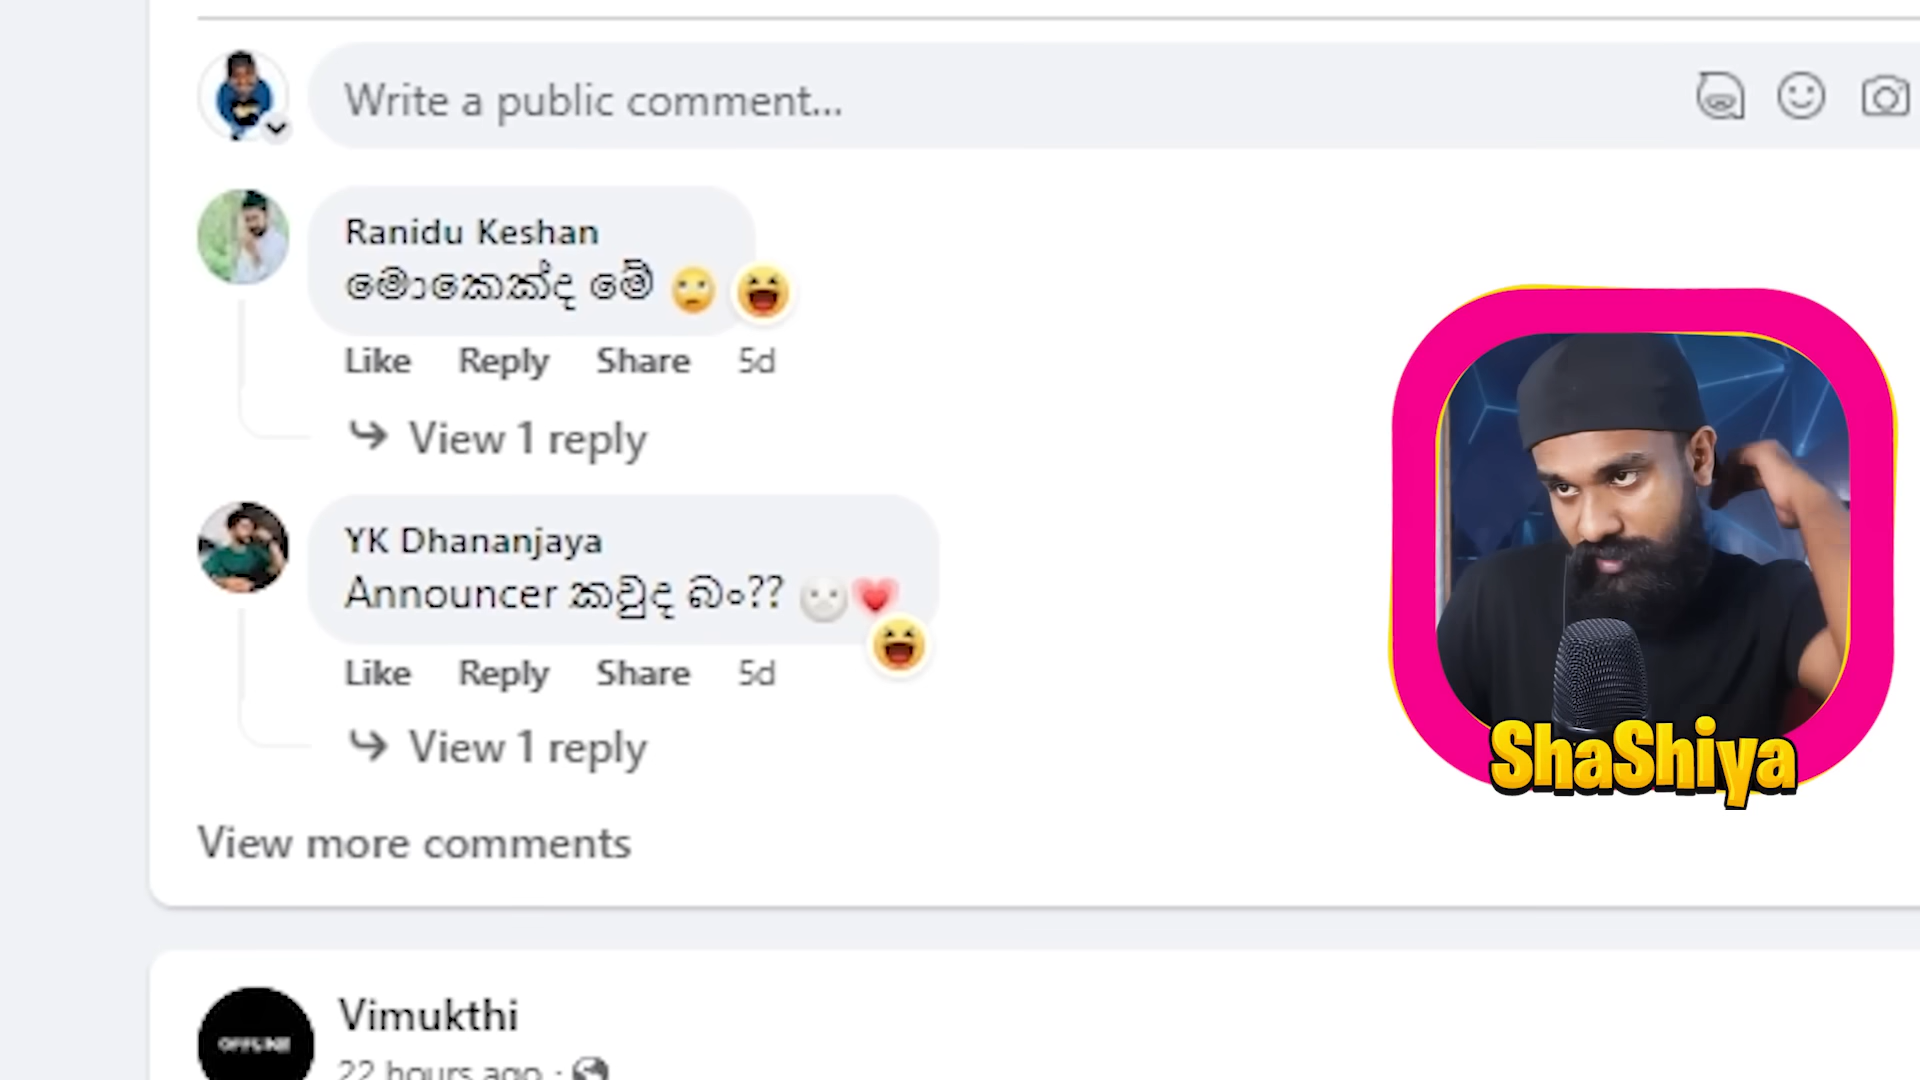 Write a public comment...
Ranidu Keshan
මොකෙක්ද මේ 🙄
Like Reply Share 5d
View 1 reply
YK Dhananjaya
Announcer කවුද බං??
Like Reply Share 5d
View 1 reply
ShaShiya
View more comments
OFFLINE
Vimukthi
22 hours ago ·